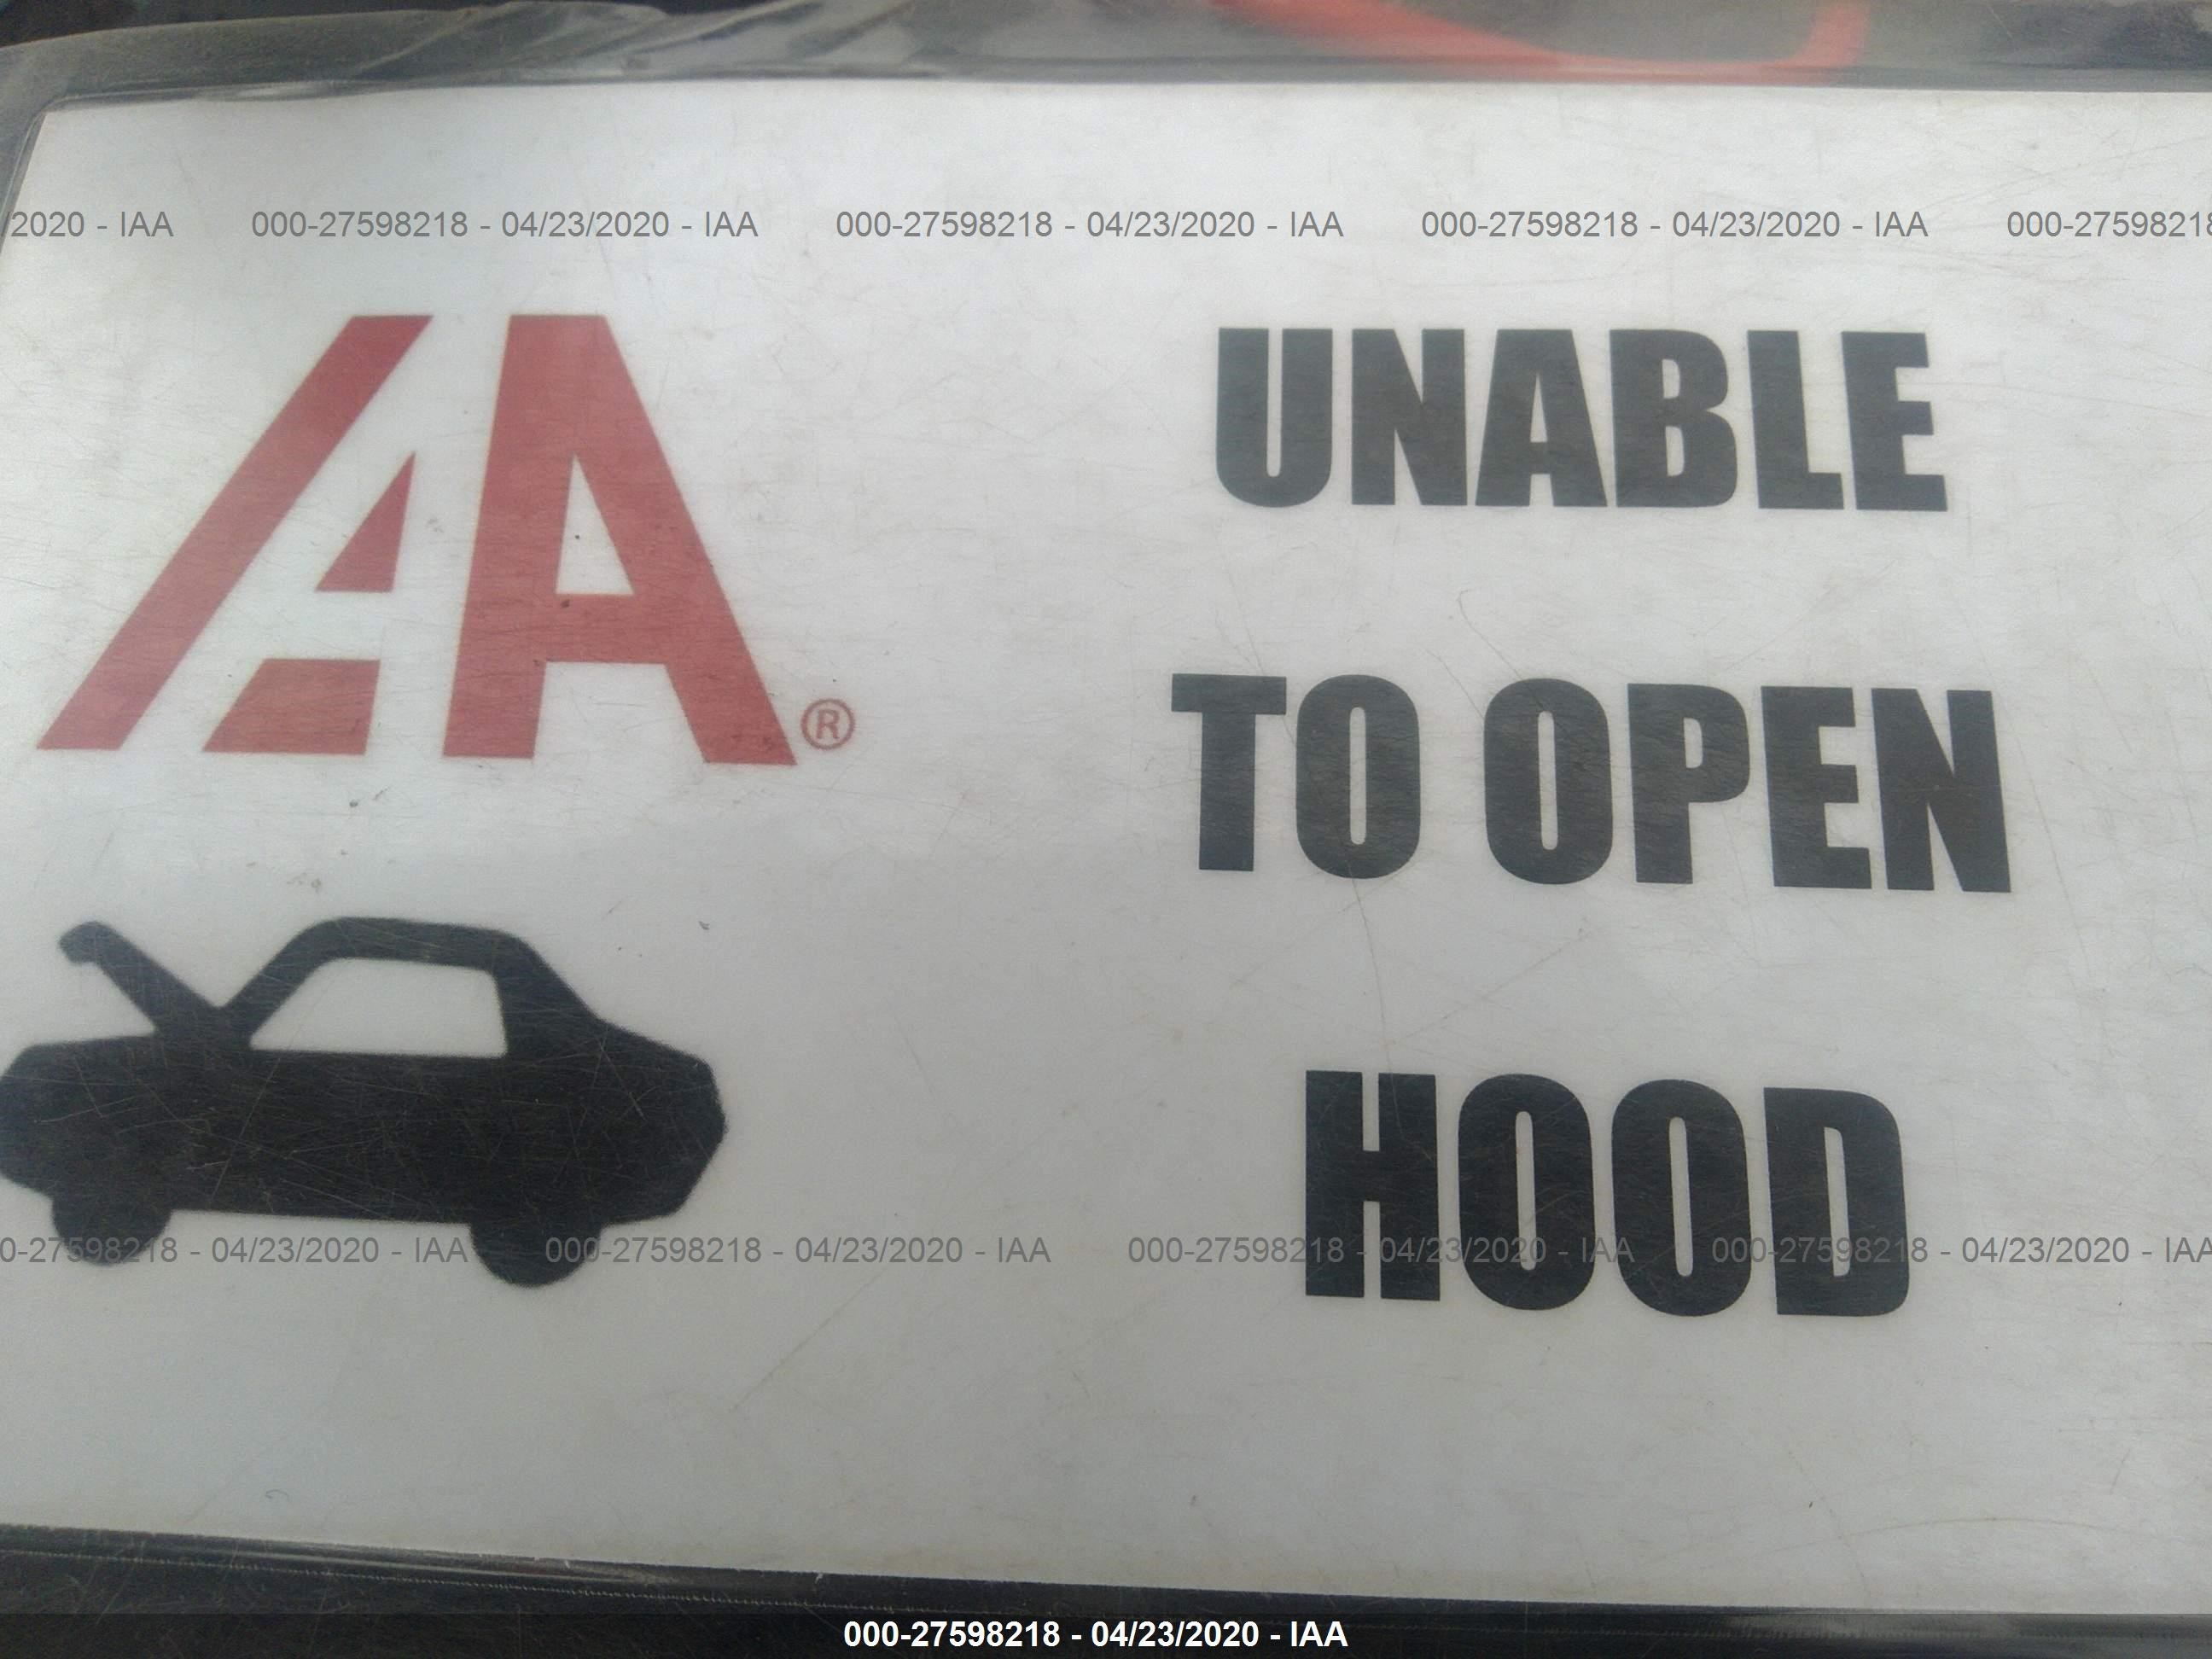 /2020 - IAA 000-27598218 - 04/23/2020 - IAA 000-27598218 - 04/23/2020 - IAA 000-27598218 - 04/23/2020 - IAA 000-27598218
IAA®
UNABLE
TO OPEN
HOOD
0-27598218 - 04/23/2020 - IAA 000-27598218 - 04/23/2020 - IAA 000-27598218 - 04/23/2020 - IAA 000-27598218 - 04/23/2020 - IAA
000-27598218 - 04/23/2020 - IAA